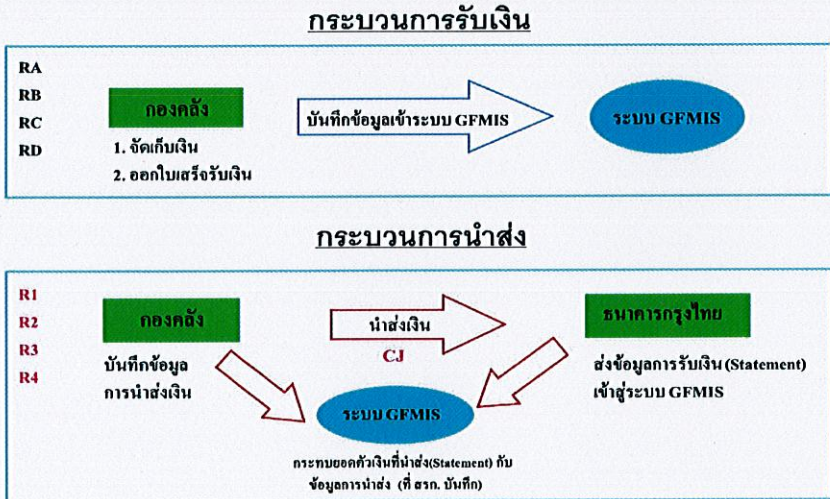 กระบวนการรับเงิน
RA
RB
RC
RD
กองคลัง
1. จัดเก็บเงิน
2. ออกใบเสร็จรับเงิน
บันทึกข้อมูลเข้าระบบ GFMIS
ระบบ GFMIS
กระบวนการนำส่ง
R1
R2
R3
R4
กองคลัง
บันทึกข้อมูล
การนำส่งเงิน
นำส่งเงิน
CJ
ธนาคารกรุงไทย
ส่งข้อมูลการรับเงิน (Statement)
เข้าสู่ระบบ GFMIS
ระบบ GFMIS
กระทบยอดตัวเงินที่นำส่ง(Statement) กับ
ข้อมูลการนำส่ง (ที่ สรก. บันทึก)